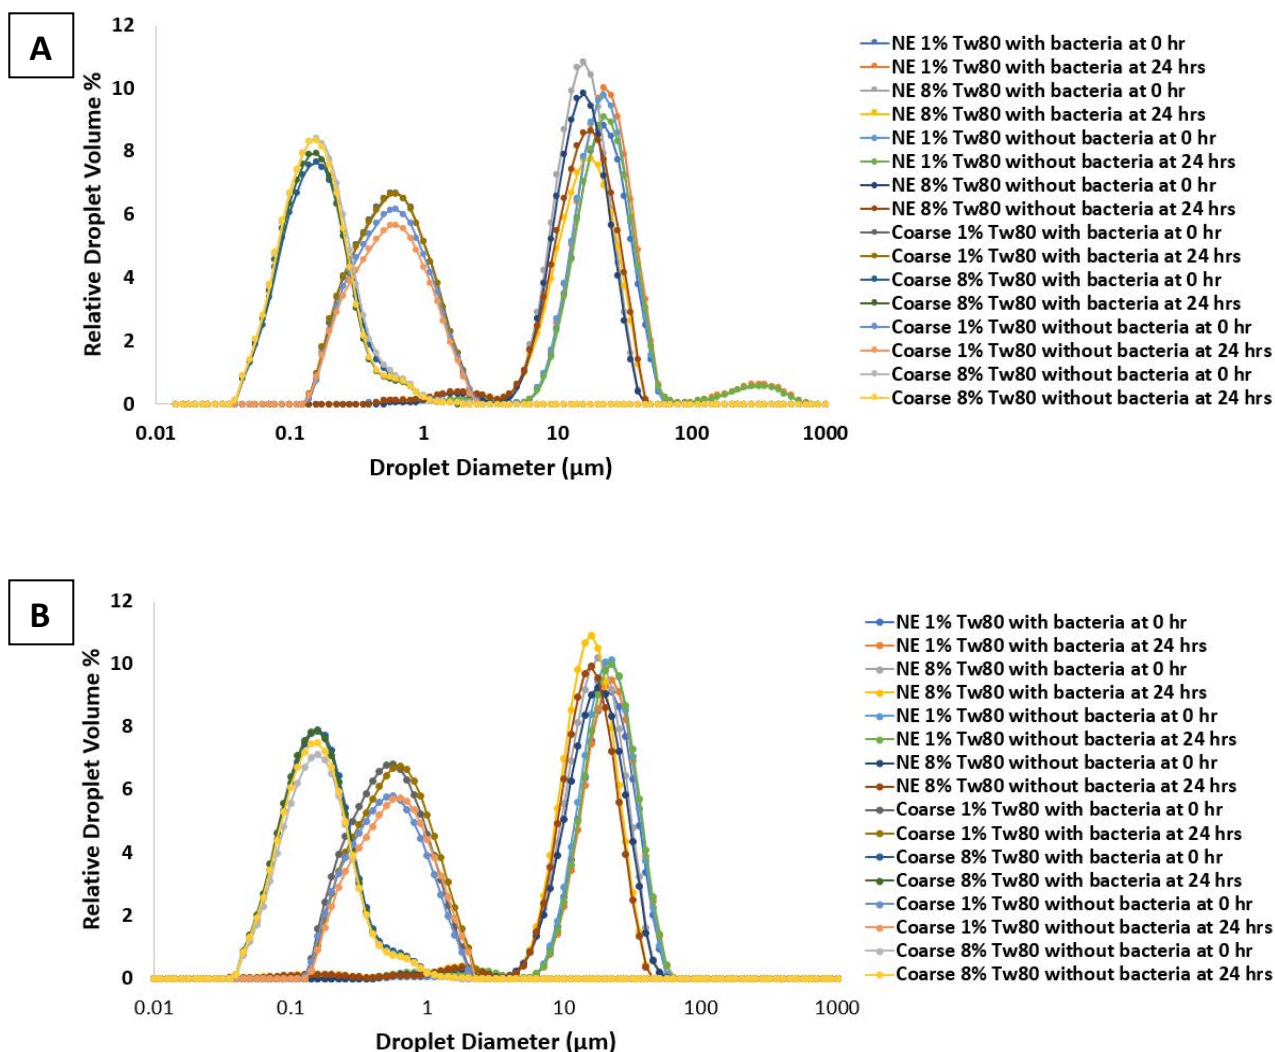 A
12
10
8
6
4
2
0
Relative Droplet Volume %
0.01 0.1 1 10 100 1000
Droplet Diameter (µm)
NE 1% Tw80 with bacteria at 0 hr
NE 1% Tw80 with bacteria at 24 hrs
NE 8% Tw80 with bacteria at 0 hr
NE 8% Tw80 with bacteria at 24 hrs
NE 1% Tw80 without bacteria at 0 hr
NE 1% Tw80 without bacteria at 24 hrs
NE 8% Tw80 without bacteria at 0 hr
NE 8% Tw80 without bacteria at 24 hrs
Coarse 1% Tw80 with bacteria at 0 hr
Coarse 1% Tw80 with bacteria at 24 hrs
Coarse 8% Tw80 with bacteria at 0 hr
Coarse 8% Tw80 with bacteria at 24 hrs
Coarse 1% Tw80 without bacteria at 0 hr
Coarse 1% Tw80 without bacteria at 24 hrs
Coarse 8% Tw80 without bacteria at 0 hr
Coarse 8% Tw80 without bacteria at 24 hrs
B
12
10
8
6
4
2
0
Relative Droplet Volume %
0.01 0.1 1 10 100 1000
Droplet Diameter (µm)
NE 1% Tw80 with bacteria at 0 hr
NE 1% Tw80 with bacteria at 24 hrs
NE 8% Tw80 with bacteria at 0 hr
NE 8% Tw80 with bacteria at 24 hrs
NE 1% Tw80 without bacteria at 0 hr
NE 1% Tw80 without bacteria at 24 hrs
NE 8% Tw80 without bacteria at 0 hr
NE 8% Tw80 without bacteria at 24 hrs
Coarse 1% Tw80 with bacteria at 0 hr
Coarse 1% Tw80 with bacteria at 24 hrs
Coarse 8% Tw80 with bacteria at 0 hr
Coarse 8% Tw80 with bacteria at 24 hrs
Coarse 1% Tw80 without bacteria at 0 hr
Coarse 1% Tw80 without bacteria at 24 hrs
Coarse 8% Tw80 without bacteria at 0 hr
Coarse 8% Tw80 without bacteria at 24 hrs